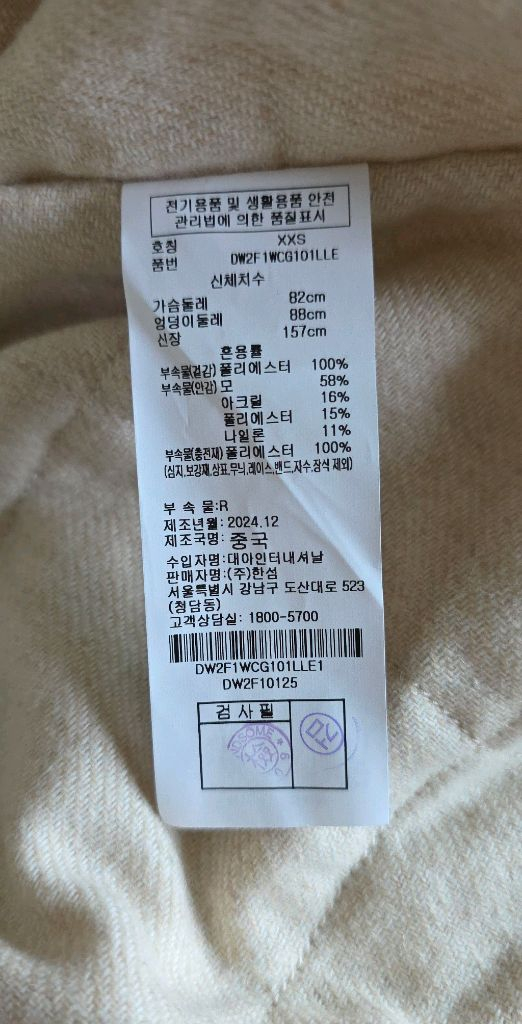 전기용품 및 생활용품 안전
관리법에 의한 품질표시
호칭 XXS
품번 DW2F1WCG101LLE
신체치수
가슴둘레 82cm
엉덩이둘레 88cm
신장 157cm
혼용률
부속물(겉감) 폴리에스터 100%
부속물(안감) 모 58%
아크릴 16%
폴리에스터 15%
나일론 11%
부속물(충전재) 폴리에스터 100%
(심지,보강재,상표,무늬,레이스,밴드,자수,장식 제외)
부 속 물:R
제조년월: 2024.12
제조국명: 중국
수입자명:대아인터내셔날
판매자명:(주)한섬
서울특별시 강남구 도산대로 523
(청담동)
고객상담실: 1800-5700
DW2F1WCG101LLE1
DW2F10125
검 사 필